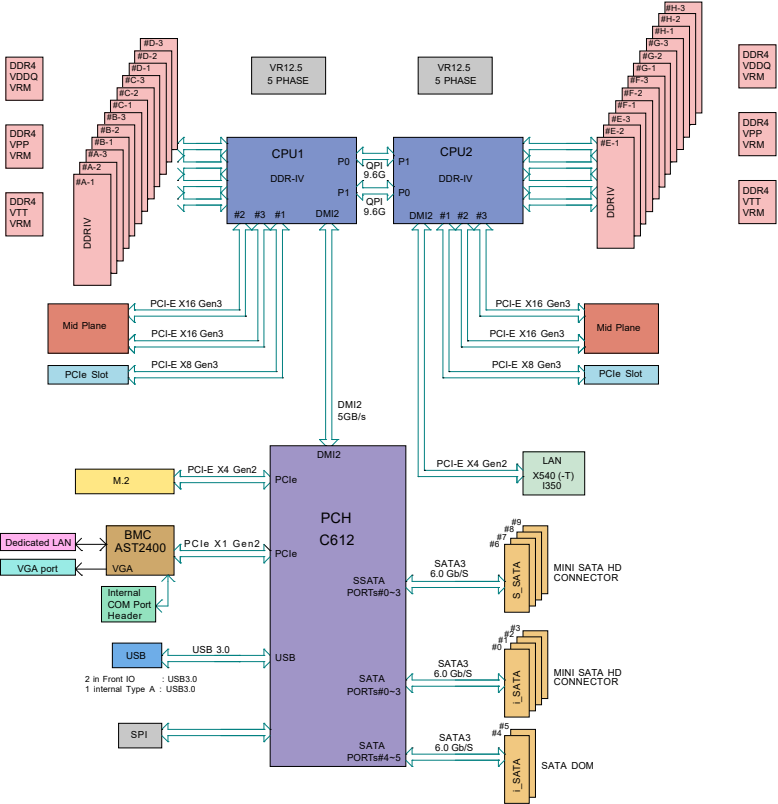 #H-3
#H-2
#H-1
#G-3
#G-2
#G-1
#F-3
#F-2
#F-1
#E-3
#E-2
#E-1
DDRIV
#D-3
#D-2
#D-1
#C-3
#C-2
#C-1
#B-3
#B-2
#B-1
#A-3
#A-2
#A-1
DDRIV
DDR4
VDDQ
VRM
DDR4
VPP
VRM
DDR4
VTT
VRM
VR12.5
5 PHASE
VR12.5
5 PHASE
DDR4
VDDQ
VRM
DDR4
VPP
VRM
DDR4
VTT
VRM
CPU1
DDR-IV
P0
P1
#2 #3 #1 DMI2
QPI
9.6G
QPI
9.6G
CPU2
DDR-IV
P1
P0
DMI2 #1 #2 #3
Mid Plane
PCI-E X16 Gen3
PCI-E X16 Gen3
PCIe Slot
PCI-E X8 Gen3
PCI-E X16 Gen3
PCI-E X16 Gen3
Mid Plane
PCI-E X8 Gen3
PCIe Slot
DMI2
5GB/s
DMI2
PCH
C612
M.2
PCI-E X4 Gen2
PCIe
PCI-E X4 Gen2
LAN
X540 (-T)
I350
Dedicated LAN
VGA port
BMC
AST2400
VGA
PCIe X1 Gen2
PCIe
Internal
COM Port
Header
SSATA
PORTs#0~3
SATA3
6.0 Gb/S
#9
#8
#7
#6
S_SATA
MINI SATA HD
CONNECTOR
USB
USB 3.0
USB
2 in Front IO : USB3.0
1 internal Type A : USB3.0
SATA
PORTs#0~3
SATA3
6.0 Gb/S
#3
#2
#1
#0
i_SATA
MINI SATA HD
CONNECTOR
SPI
SATA
PORTs#4~5
SATA3
6.0 Gb/S
#5
#4
i_SATA
SATA DOM